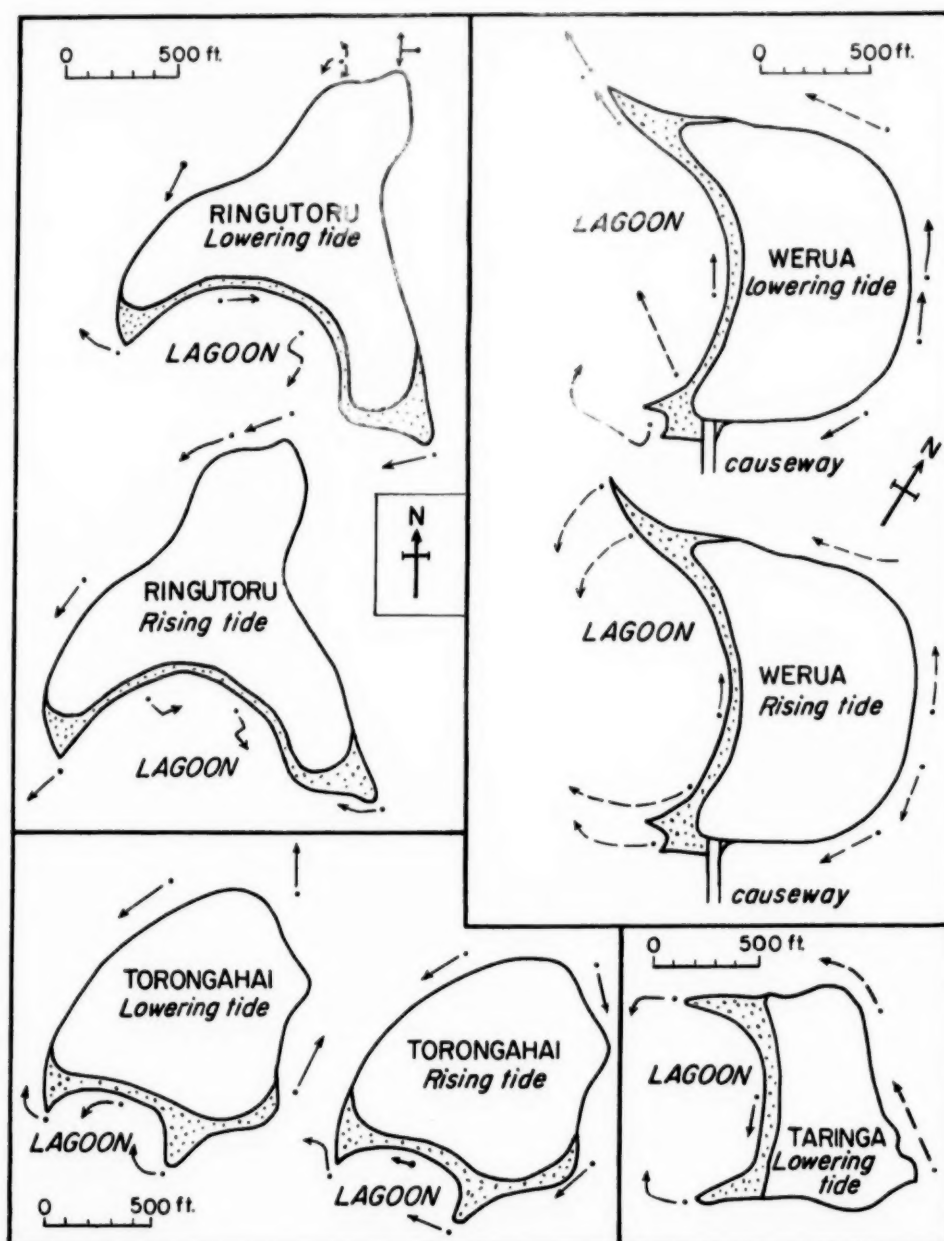 0 500 ft.
RINGUTORU
Lowering tide
LAGOON
N
RINGUTORU
Rising tide
LAGOON
0 500 ft.
LAGOON
WERUA
Lowering tide
causeway
N
LAGOON
WERUA
Rising tide
causeway
TORONGAHAI
Lowering tide
LAGOON
0 500 ft.
TORONGAHAI
Rising tide
LAGOON
0 500 ft.
LAGOON
TARINGA
Lowering
tide